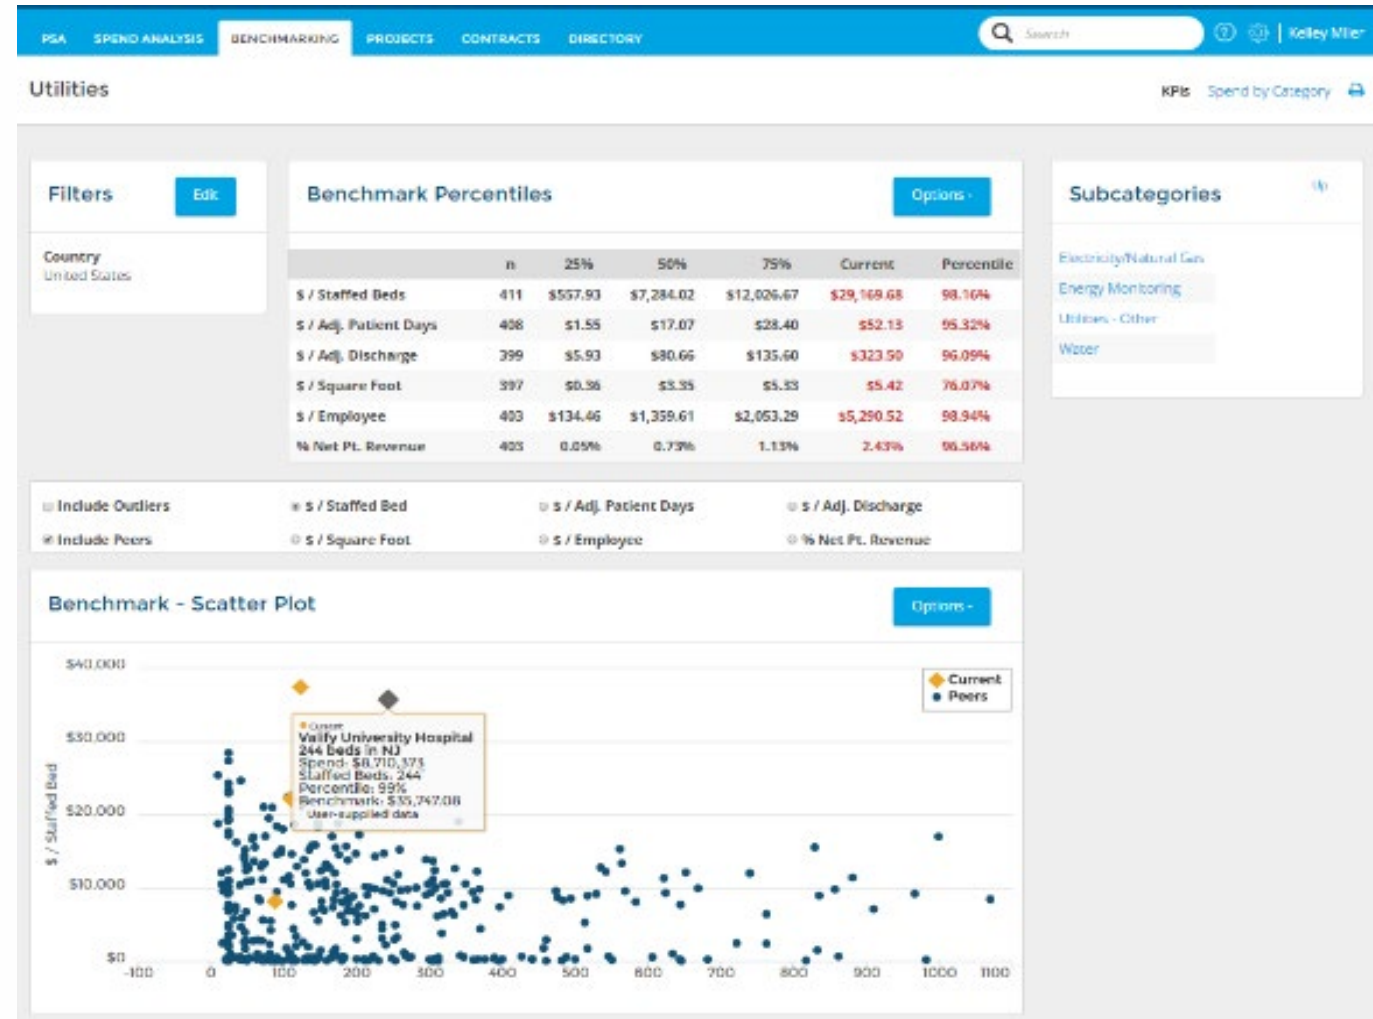 PSA SPEND ANALYSIS BENCHMARKING PROJECTS CONTRACTS DIRECTORY Search Kelley Miler
Utilities KPIs Spend by Category
Filters Edit
Country
United States
Benchmark Percentiles Options
n 25% 50% 75% Current Percentile
$ / Staffed Beds 411 $557.93 $7,284.02 $12,026.67 $29,169.68 98.16%
$ / Adj. Patient Days 408 $1.55 $17.07 $28.40 $52.13 95.32%
$ / Adj. Discharge 399 $5.93 $80.66 $135.60 $323.50 96.09%
$ / Square Foot 397 $0.36 $3.35 $5.33 $5.42 76.07%
$ / Employee 403 $134.46 $1,359.61 $2,053.29 $5,290.52 98.94%
% Net Pt. Revenue 403 0.05% 0.73% 1.13% 2.43% 96.56%
Subcategories Up
Electricity/Natural Gas
Energy Monitoring
Utilities - Other
Water
Include Outliers $ / Staffed Bed $ / Adj. Patient Days $ / Adj. Discharge
Include Peers $ / Square Foot $ / Employee % Net Pt. Revenue
Benchmark - Scatter Plot Options
$ / Staffed Bed
$40,000
$30,000
$20,000
$10,000
$0
Current
Peers
Current
Valify University Hospital
244 beds in NJ
Spend: $8,710,373
Staffed Beds: 244
Percentile: 99%
Benchmark: $35,747.08
User-supplied data
-100 0 100 200 300 400 500 600 700 800 900 1000 1100